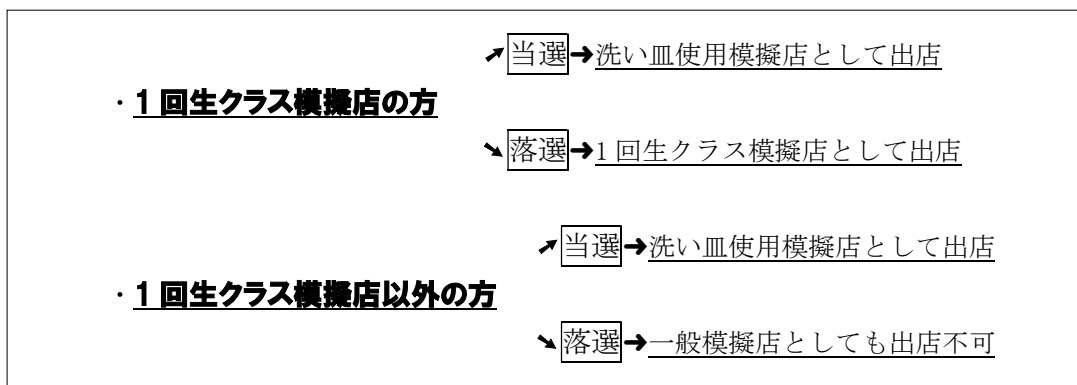 ➚当選➔洗い皿使用模擬店として出店
・1回生クラス模擬店の方
➘落選➔1回生クラス模擬店として出店
➚当選➔洗い皿使用模擬店として出店
・1回生クラス模擬店以外の方
➘落選➔一般模擬店としても出店不可